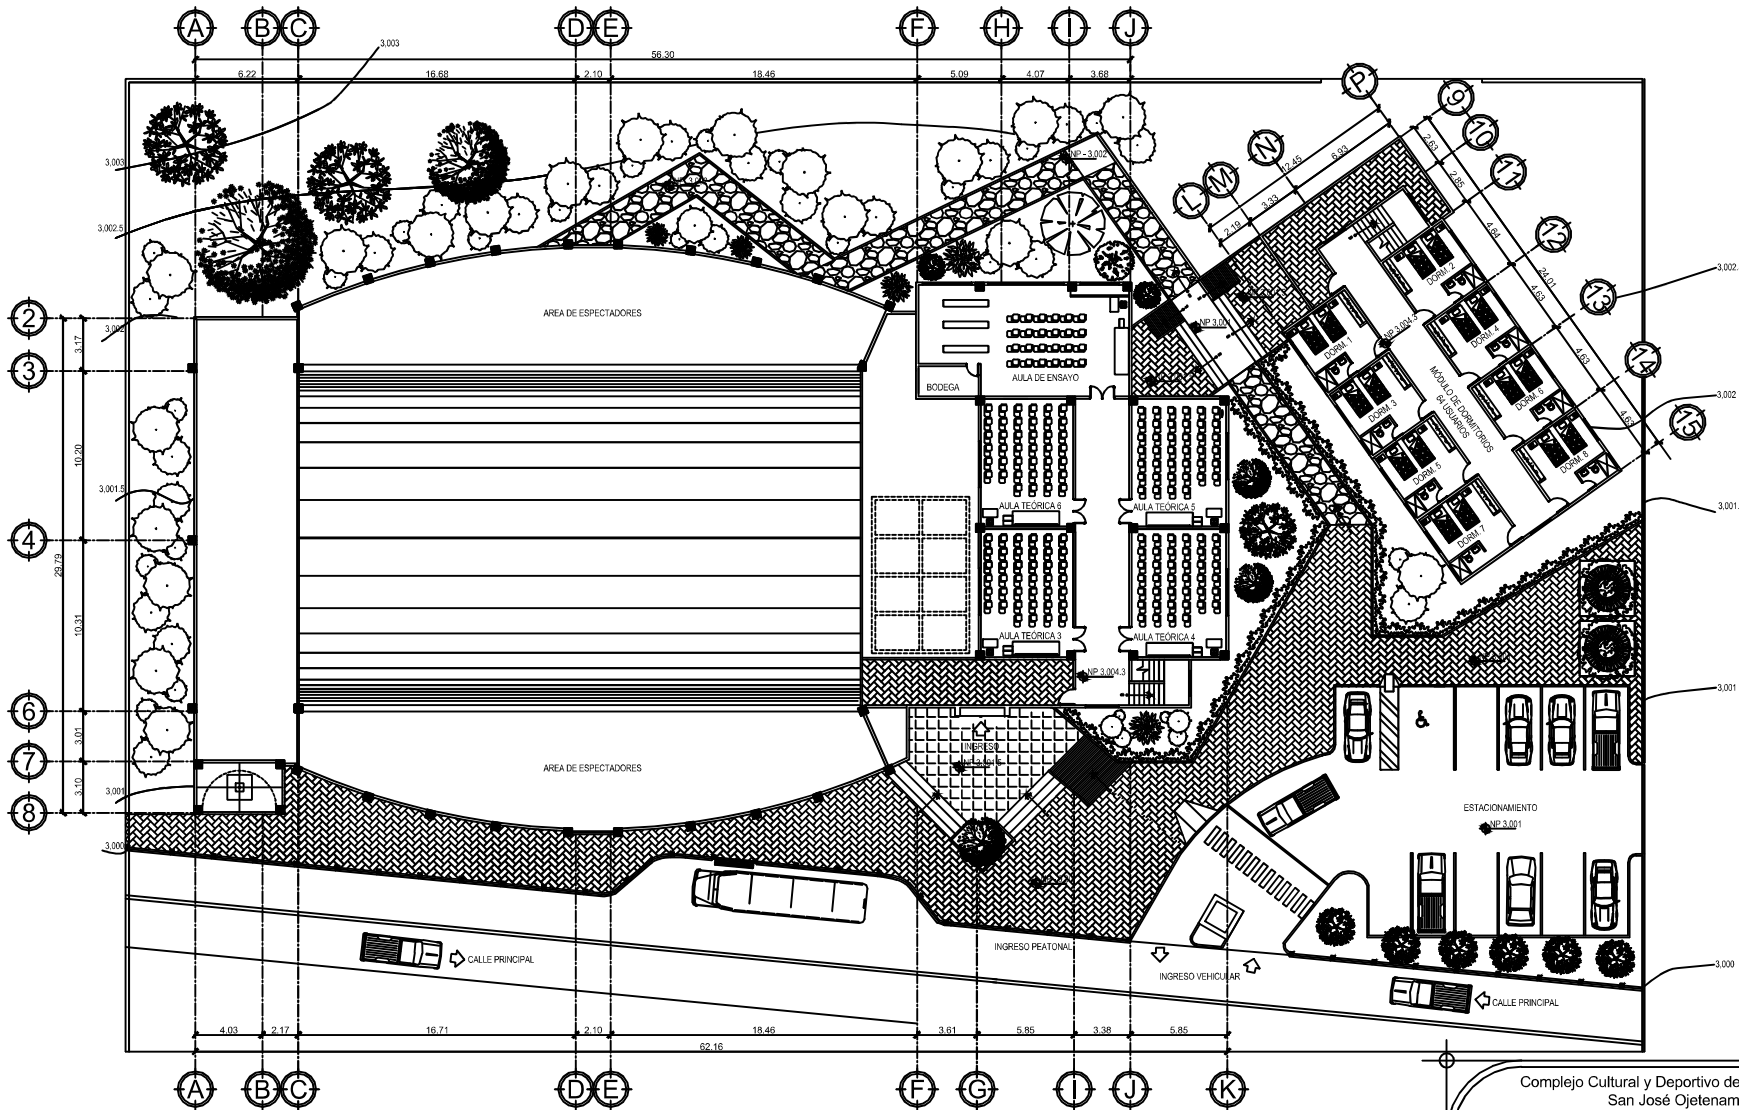 A B C D E F H I J
3,003
56.30
6.22 16.68 2.10 18.46 5.09 4.07 3.68
P 9 10 11 12 13 14 15
N M L
12.45
2.19 3.33 6.93
2.63 2.85 4.64 4.63 4.63 4.63
24.01
3,003
3,002.5
3,002
3,001.5
3,001
3,000
2 3 4 6 7 8
3.17 10.20 10.31 3.01 3.10
29.79
NP - 3,002
AREA DE ESPECTADORES
NP 3,001
AULA DE ENSAYO
BODEGA
AULA TEÓRICA 6
AULA TEÓRICA 5
AULA TEÓRICA 3
AULA TEÓRICA 4
NP 3,004.3
DORM. 1
DORM. 2
DORM. 3
DORM. 4
DORM. 5
DORM. 6
DORM. 7
DORM. 8
NP 3,004.3
MÓDULO DE DORMITORIOS
64 USUARIOS
3,002.
3,002
3,001.
3,001
AREA DE ESPECTADORES
INGRESO
ESTACIONAMIENTO
NP 3,001
INGRESO PEATONAL
INGRESO VEHICULAR
CALLE PRINCIPAL
CALLE PRINCIPAL
3,000
4.03 2.17 16.71 2.10 18.46 3.61 5.85 3.38 5.85
62.16
A B C D E F G I J K
Complejo Cultural y Deportivo de
San José Ojetenam